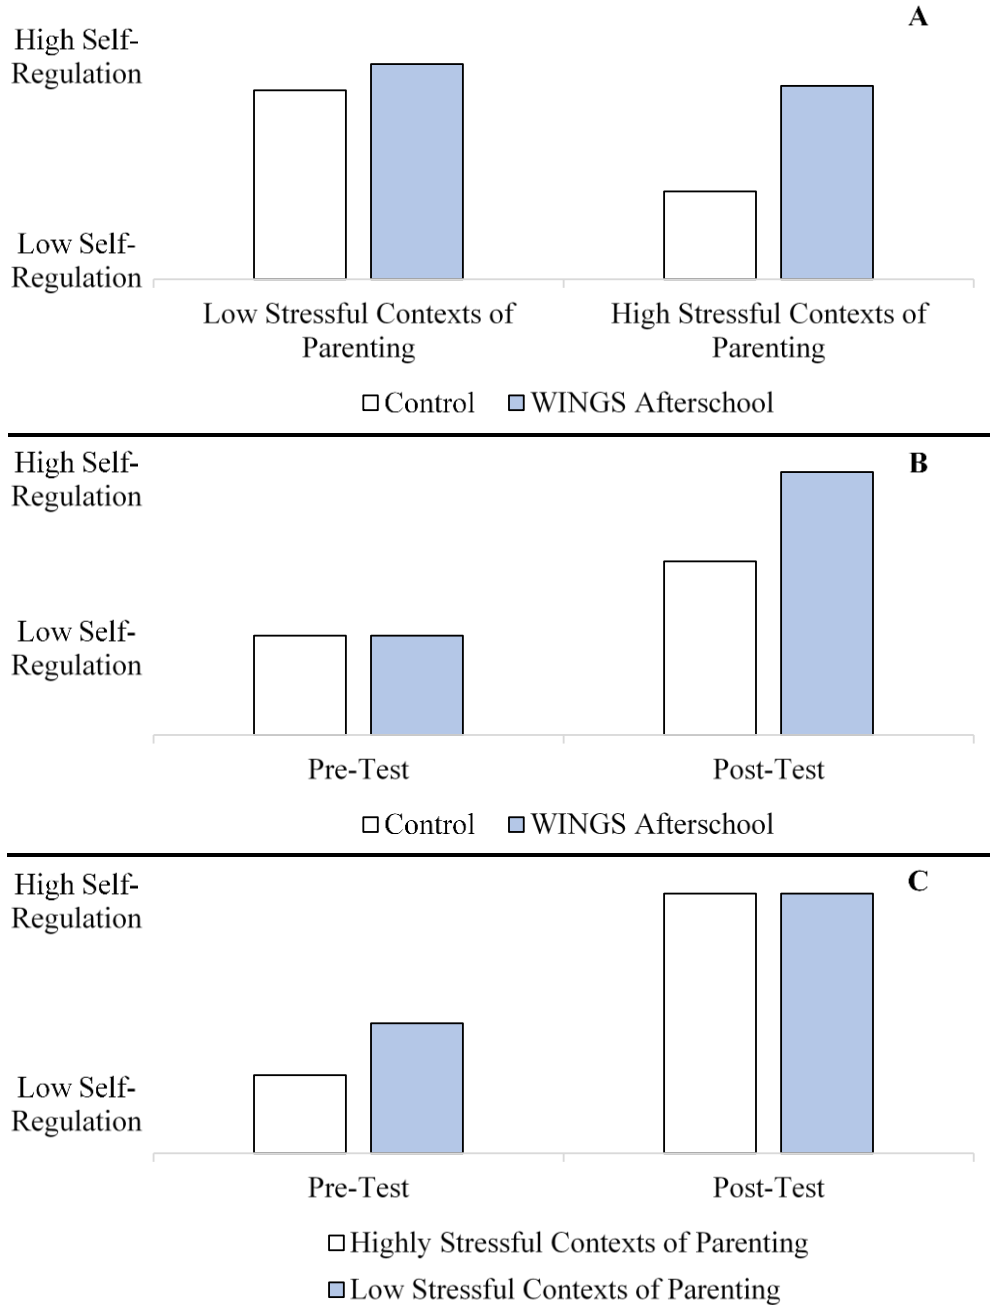 A
High Self-
Regulation
Low Self-
Regulation
Low Stressful Contexts of
Parenting
High Stressful Contexts of
Parenting
Control
WINGS Afterschool
B
High Self-
Regulation
Low Self-
Regulation
Pre-Test
Post-Test
Control
WINGS Afterschool
C
High Self-
Regulation
Low Self-
Regulation
Pre-Test
Post-Test
Highly Stressful Contexts of Parenting
Low Stressful Contexts of Parenting